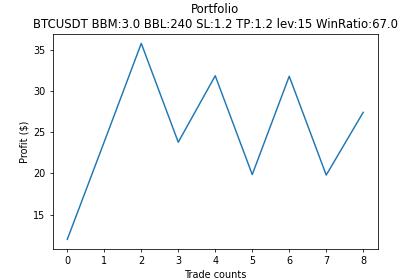 Portfolio
BTCUSDT BBM:3.0 BBL:240 SL:1.2 TP:1.2 lev:15 WinRatio:67.0
Profit ($)
35
30
25
20
15
0 1 2 3 4 5 6 7 8
Trade counts